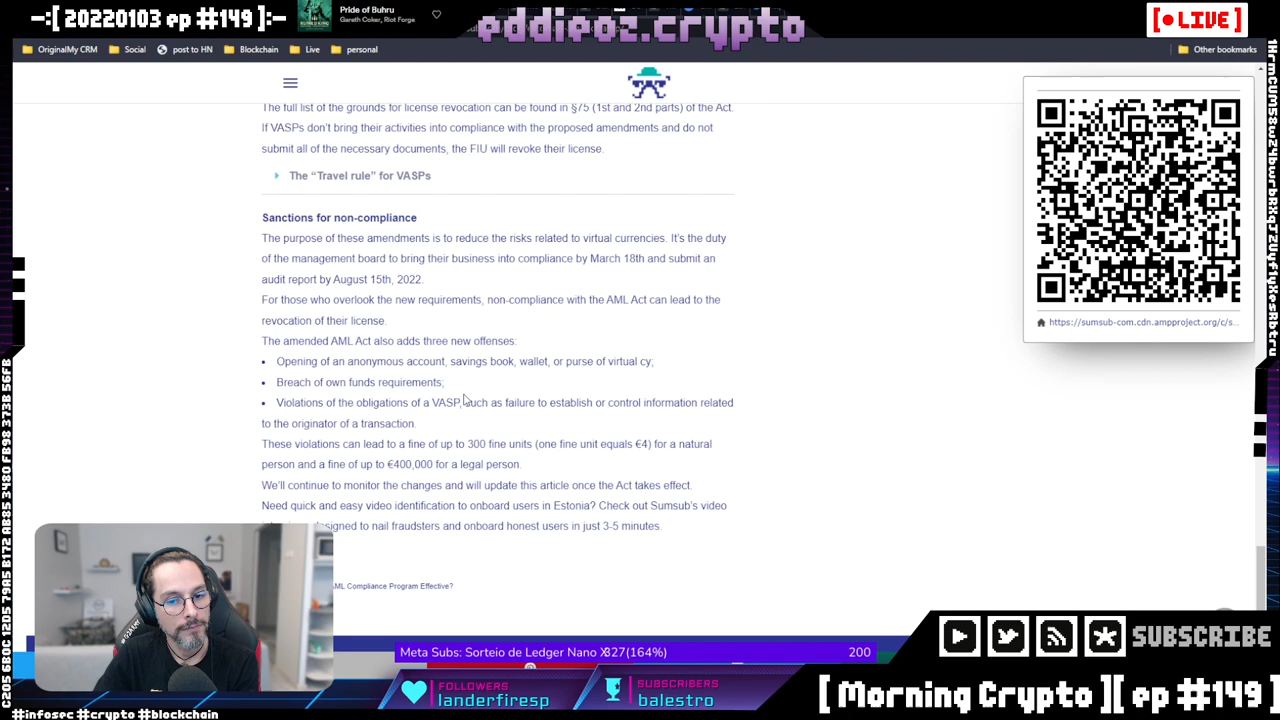 -:[ 20220103 ep #149 ]:-
Pride of Buhru
Gareth Coker, Riot Forge
eddieoz.crypto
[● LIVE]
OriginalMy CRM
Social
post to HN
Blockchain
Live
personal
Other bookmarks
The full list of the grounds for license revocation can be found in §75 (1st and 2nd parts) of the Act.
If VASPs don't bring their activities into compliance with the proposed amendments and do not
submit all of the necessary documents, the FIU will revoke their license.
The “Travel rule” for VASPs
Sanctions for non-compliance
The purpose of these amendments is to reduce the risks related to virtual currencies. It's the duty
of the management board to bring their business into compliance by March 18th and submit an
audit report by August 15th, 2022.
For those who overlook the new requirements, non-compliance with the AML Act can lead to the
revocation of their license.
The amended AML Act also adds three new offenses:
• Opening of an anonymous account, savings book, wallet, or purse of virtual cy;
• Breach of own funds requirements;
• Violations of the obligations of a VASP, such as failure to establish or control information related
to the originator of a transaction.
These violations can lead to a fine of up to 300 fine units (one fine unit equals €4) for a natural
person and a fine of up to €400,000 for a legal person.
We'll continue to monitor the changes and will update this article once the Act takes effect.
Need quick and easy video identification to onboard users in Estonia? Check out Sumsub's video
designed to nail fraudsters and onboard honest users in just 3-5 minutes.
AML Compliance Program Effective?
https://sumsub-com.cdn.ampproject.org/c/s...
SUBSCRIBE
Meta Subs: Sorteio de Ledger Nano X
327(164%)
200
FOLLOWERS
landerfiresp
SUBSCRIBERS
balestro
[ Morning Crypto ][ ep #149 ]
#infosec #crypto #blockchain
C205 5B0C 12D5 79A5 B172 AB35 3480 FB98 373B 56FB